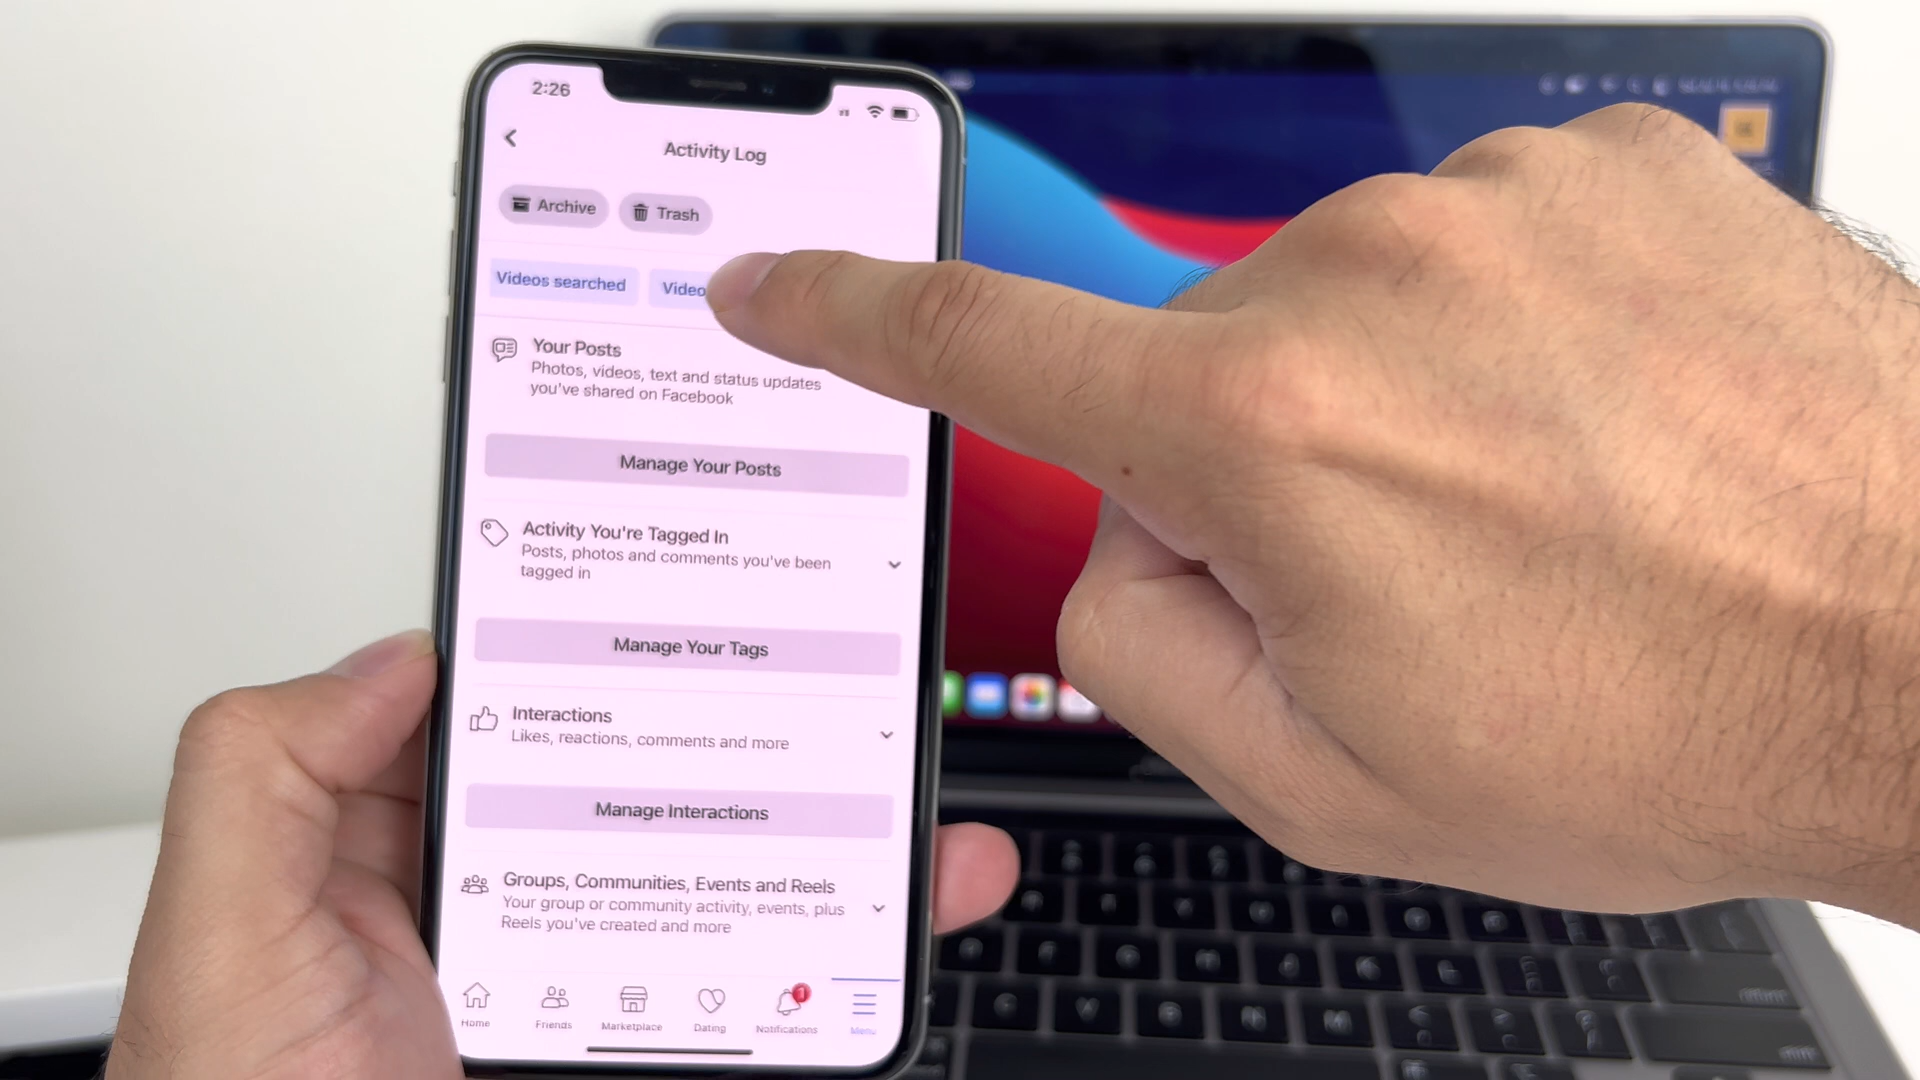 2:26
Activity Log
Archive
Trash
Videos searched
Video
Your Posts
Photos, videos, text and status updates
you've shared on Facebook
Manage Your Posts
Activity You're Tagged In
Posts, photos and comments you've been
tagged in
Manage Your Tags
Interactions
Likes, reactions, comments and more
Manage Interactions
Groups, Communities, Events and Reels
Your group or community activity, events, plus
Reels you've created and more
1
Home
Friends
Marketplace
Dating
Notifications
Menu